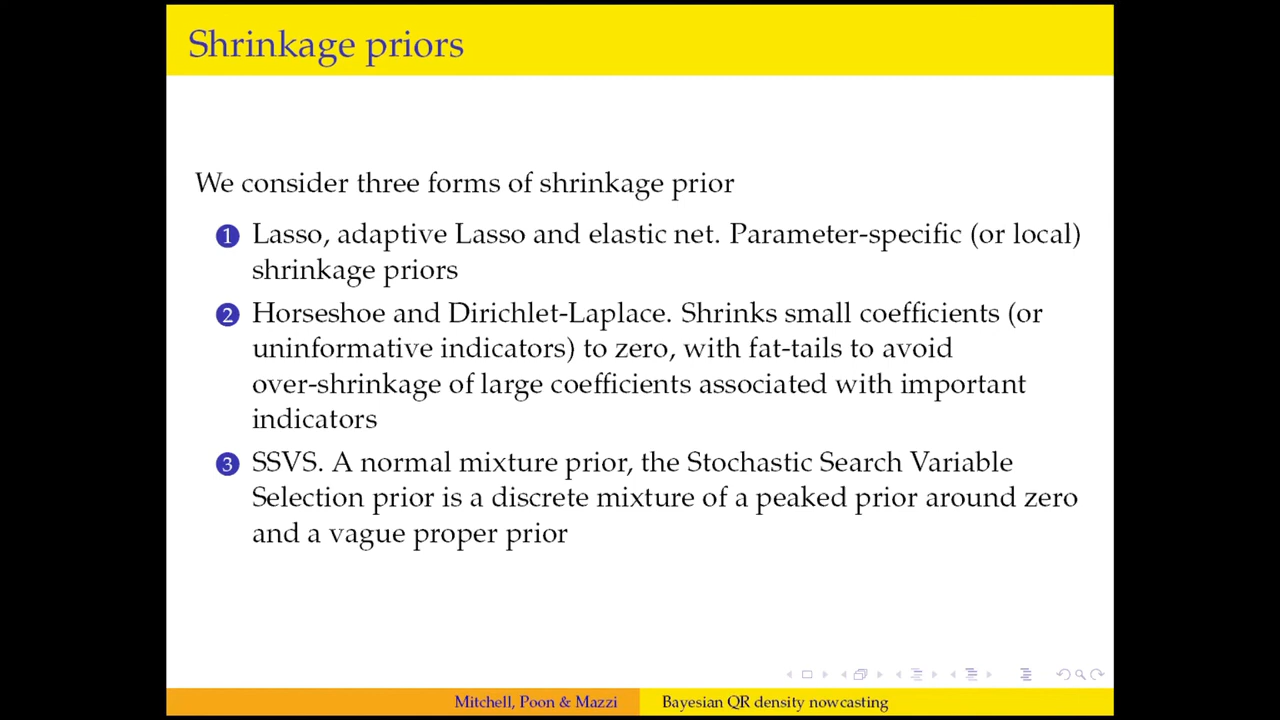 Shrinkage priors
We consider three forms of shrinkage prior
1 Lasso, adaptive Lasso and elastic net. Parameter-specific (or local)
shrinkage priors
2 Horseshoe and Dirichlet-Laplace. Shrinks small coefficients (or
uninformative indicators) to zero, with fat-tails to avoid
over-shrinkage of large coefficients associated with important
indicators
3 SSVS. A normal mixture prior, the Stochastic Search Variable
Selection prior is a discrete mixture of a peaked prior around zero
and a vague proper prior
Mitchell, Poon & Mazzi Bayesian QR density nowcasting